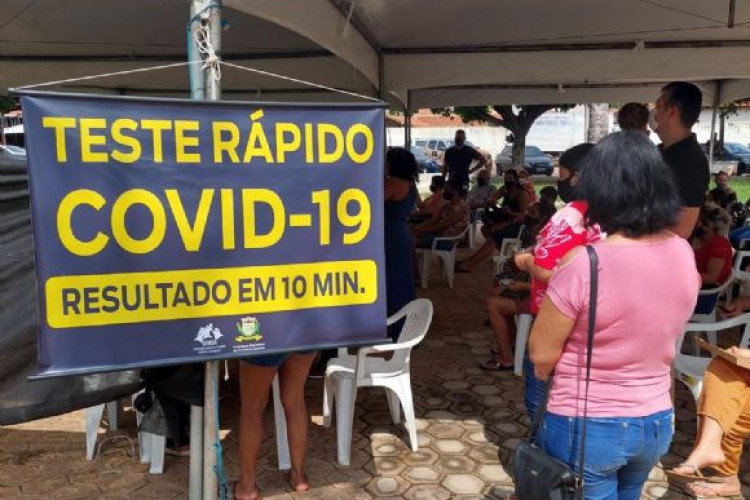 TESTE RÁPIDO
COVID-19
RESULTADO EM 10 MIN.